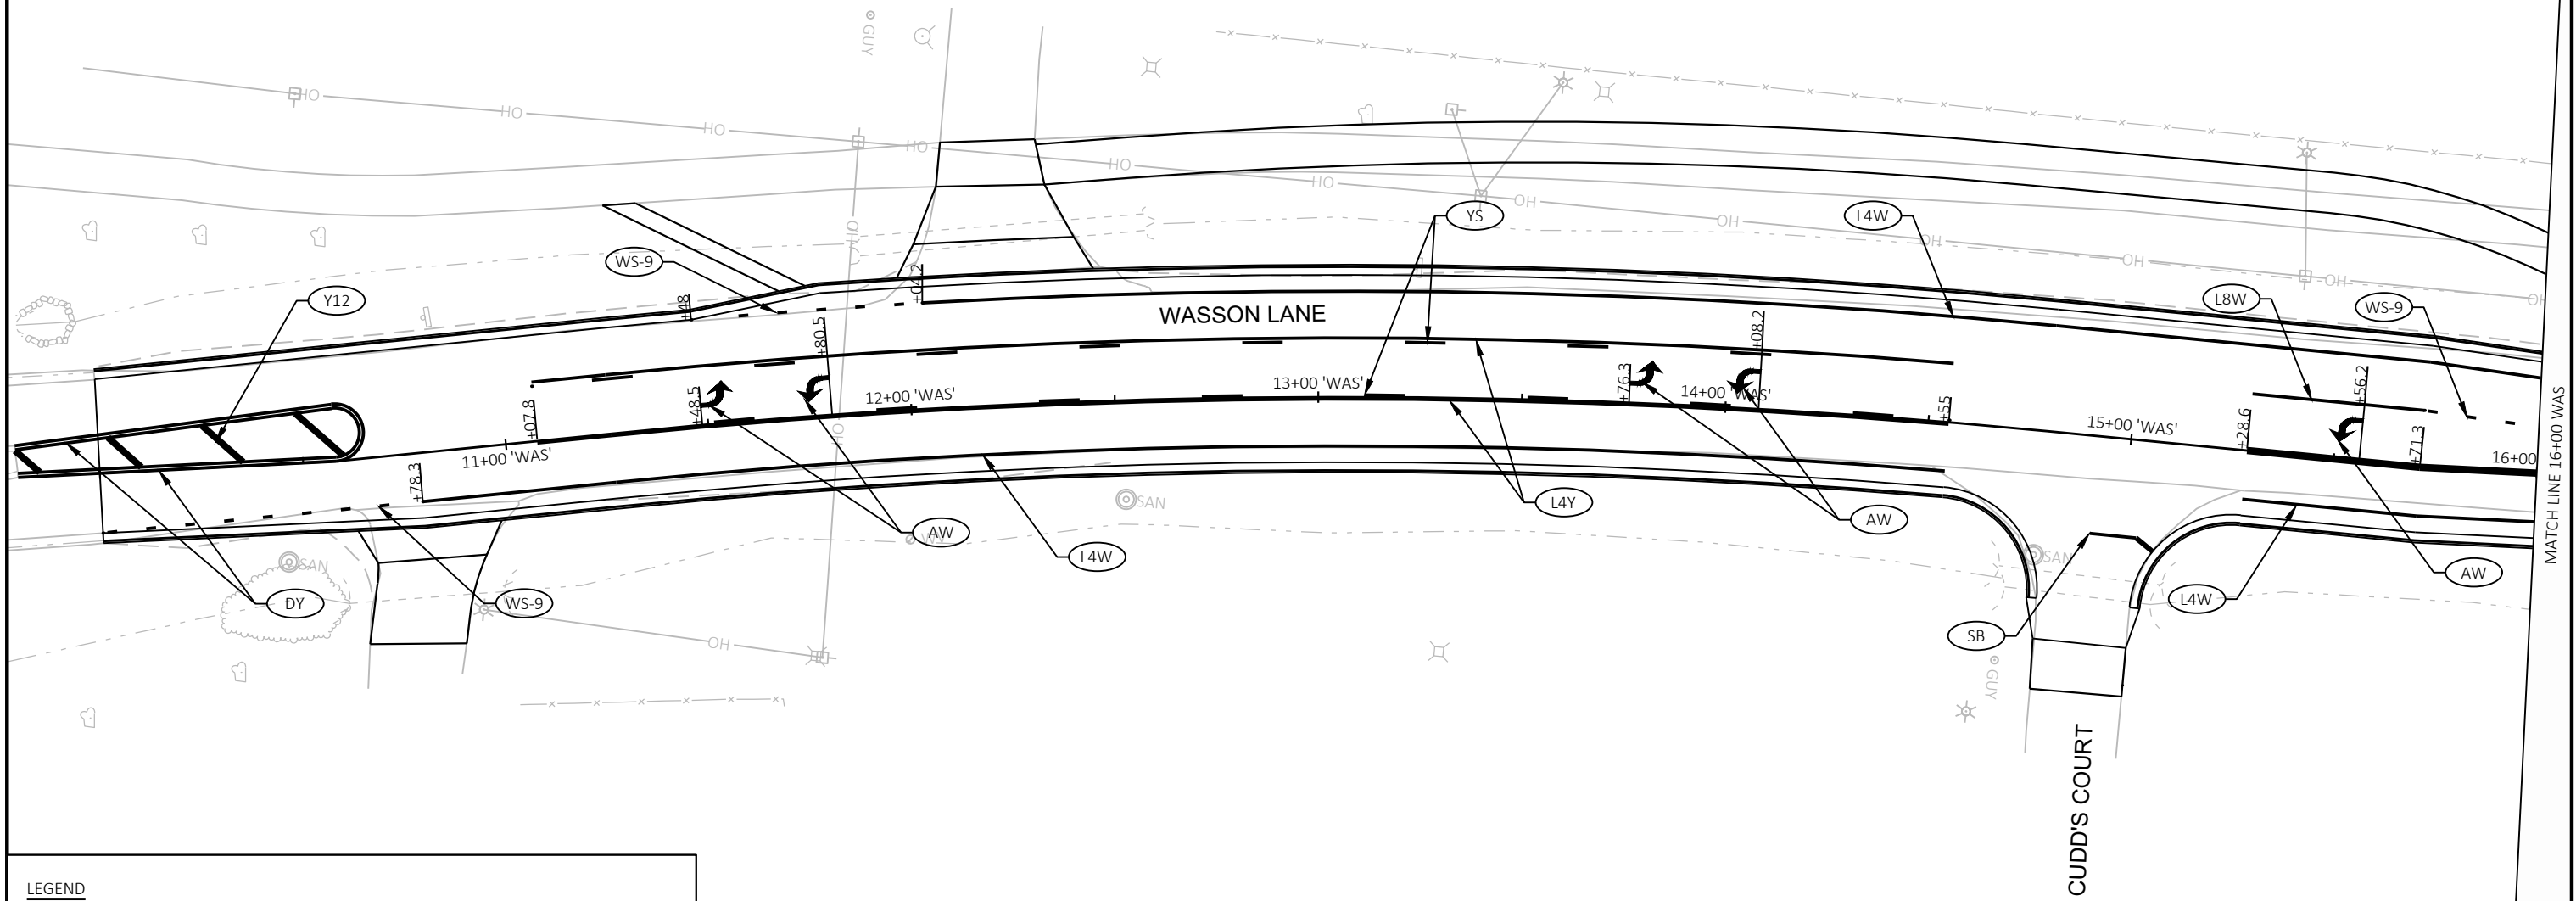 GUY
HO
HO
HO
HO
HO
HO
OH
HO
OH
HO
OH
OH
OH
OH
YS
L4W
WS-9
Y12
+48
+04.2
+80.5
WASSON LANE
+08.2
L8W
WS-9
+56.2
+07.8
+48.5
12+00 'WAS'
13+00 'WAS'
+76.3
14+00 'WAS'
+55
15+00 'WAS'
+28.6
+71.3
16+00
11+00 'WAS'
+78.3
SAN
L4Y
AW
AW
L4W
SAN
SAN
DY
WS-9
OH
SB
L4W
AW
GUY
MATCH LINE 16+00 WAS
CUDD'S COURT
LEGEND